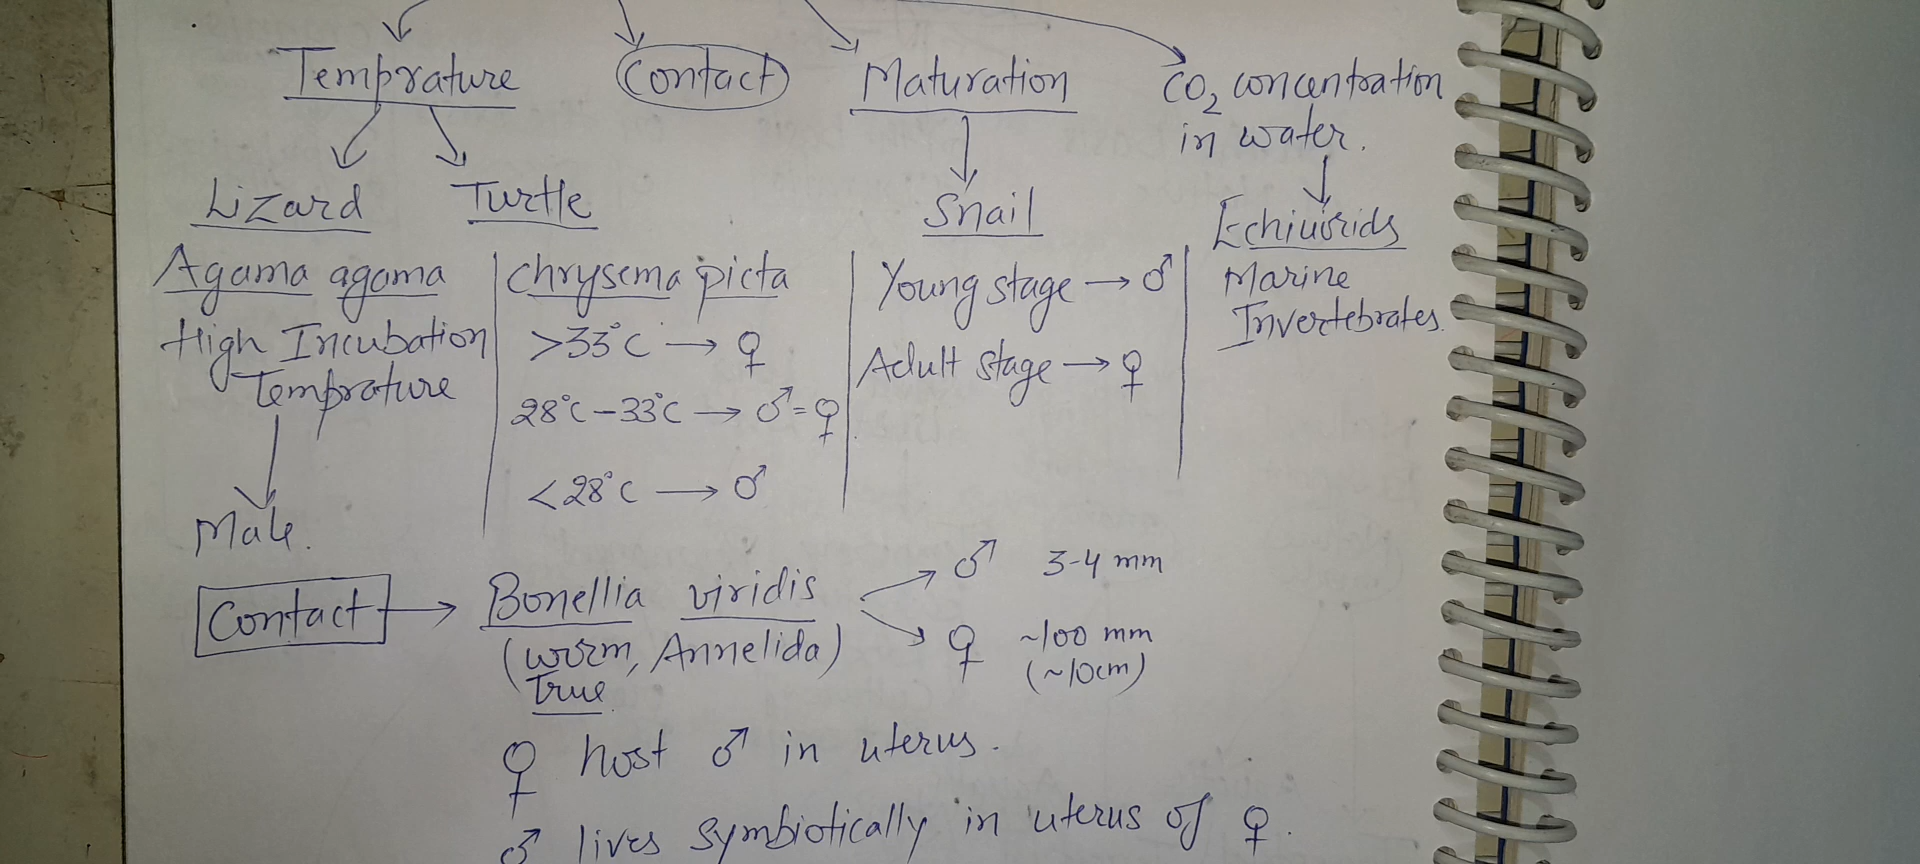 Temprature
Contact
Maturation
CO₂ concentration
in water.
Lizard
Turtle
Snail
Echiuirids
Agama agama
High Incubation
Temprature
Male.
Chrysema picta
>33°C → ♀
28°C – 33°C → ♂ = ♀
<28°C → ♂
Young stage → ♂
Adult stage → ♀
Marine
Invertebrates.
Contact → Bonellia viridis
(worm, Annelida)
True
♂ 3-4 mm
♀ ~100 mm
(~10cm)
♀ host ♂ in uterus.
♂ lives symbiotically in uterus of ♀.